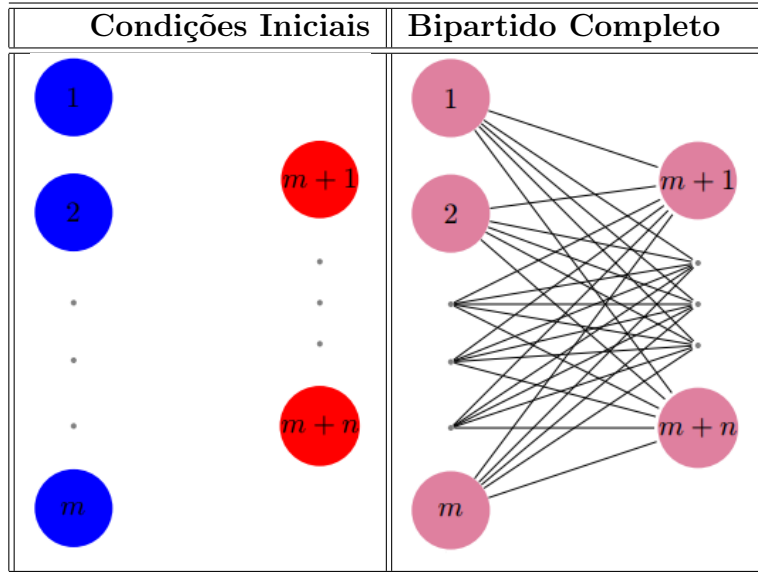 Condições Iniciais
Bipartido Completo
1
2
m
m + 1
m + n
1
2
m
m + 1
m + n